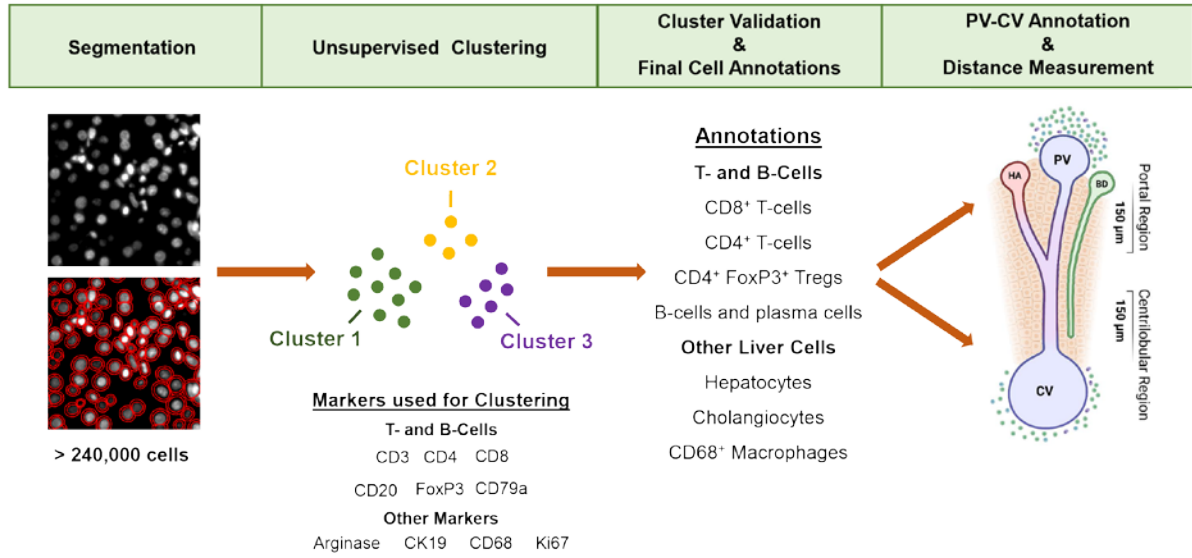 Segmentation
Unsupervised Clustering
Cluster Validation
&
Final Cell Annotations
PV-CV Annotation
&
Distance Measurement
> 240,000 cells
Cluster 2
Cluster 1
Cluster 3
Markers used for Clustering
T- and B-Cells
CD3 CD4 CD8
CD20 FoxP3 CD79a
Other Markers
Arginase CK19 CD68 Ki67
Annotations
T- and B-Cells
CD8⁺ T-cells
CD4⁺ T-cells
CD4⁺ FoxP3⁺ Tregs
B-cells and plasma cells
Other Liver Cells
Hepatocytes
Cholangiocytes
CD68⁺ Macrophages
PV
HA
BD
CV
150 µm
Portal Region
150 µm
Centrilobular Region